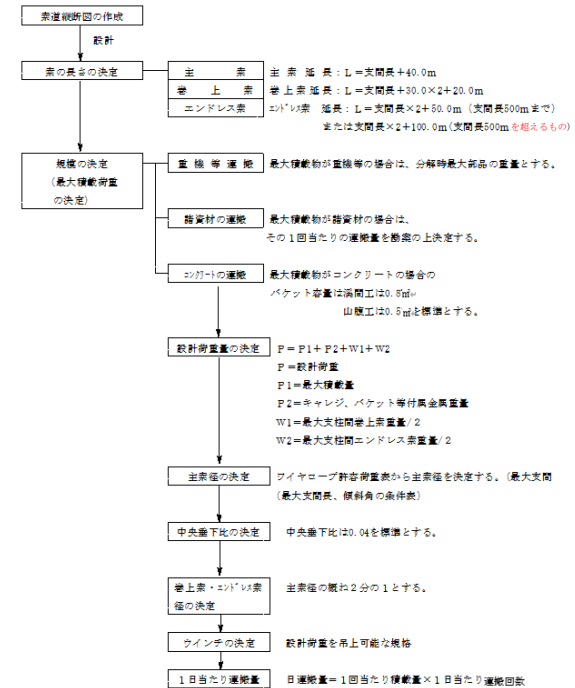 索道縦断図の作成
設計
索の長さの決定
主索 主索延長：L＝支間長＋40.0m
巻上索 巻上索延長：L＝支間長＋30.0×2＋20.0m
エンドレス索 ｴﾝﾄﾞﾚｽ索 延長：L＝支間長×2＋50.0m（支間長500mまで）
または支間長×2＋100.0m(支間長500mを超えるもの)
規模の決定
（最大積載荷重
の決定）
重機等運搬 最大積載物が重機等の場合は、分解時最大部品の重量とする。
諸資材の運搬 最大積載物が諸資材の場合は、
その１回当たりの運搬量を勘案の上決定する。
ｺﾝｸﾘｰﾄの運搬 最大積載物がコンクリートの場合の
バケット容量は渓間工は0.8㎥
山腹工は0.5㎥を標準とする。
設計荷重量の決定 P＝P1＋P2＋W1＋W2
P＝設計荷重
P1＝最大積載量
P2＝キャレジ、バケット等付属金属重量
W1＝最大支柱間巻上索重量/2
W2＝最大支柱間エンドレス索重量/2
主索径の決定 ワイヤロープ許容荷重表から主索径を決定する。（最大支間
（最大支間長、傾斜角の条件表）
中央垂下比の決定 中央垂下比は0.04を標準とする。
巻上索・ｴﾝﾄﾞﾚｽ索
径の決定
主索径の概ね２分の１とする。
ウインチの決定 設計荷重を吊上可能な規格
１日当たり運搬量 日運搬量＝１回当たり積載量×１日当たり運搬回数